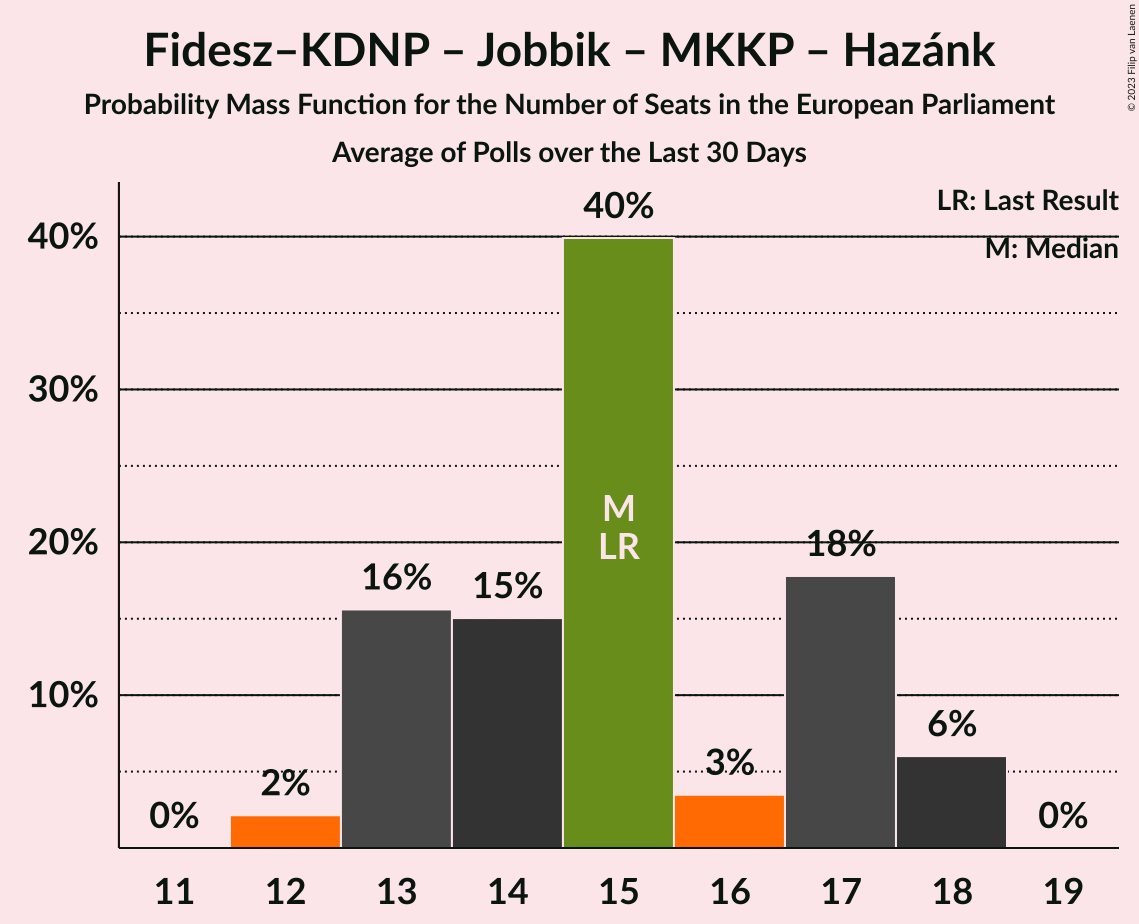 Fidesz–KDNP – Jobbik – MKKP – Hazánk
Probability Mass Function for the Number of Seats in the European Parliament
Average of Polls over the Last 30 Days
© 2023 Filip van Laenen
LR: Last Result
M: Median
40%
30%
20%
10%
0%
2%
16%
15%
40%
M
LR
3%
18%
6%
0%
11 12 13 14 15 16 17 18 19